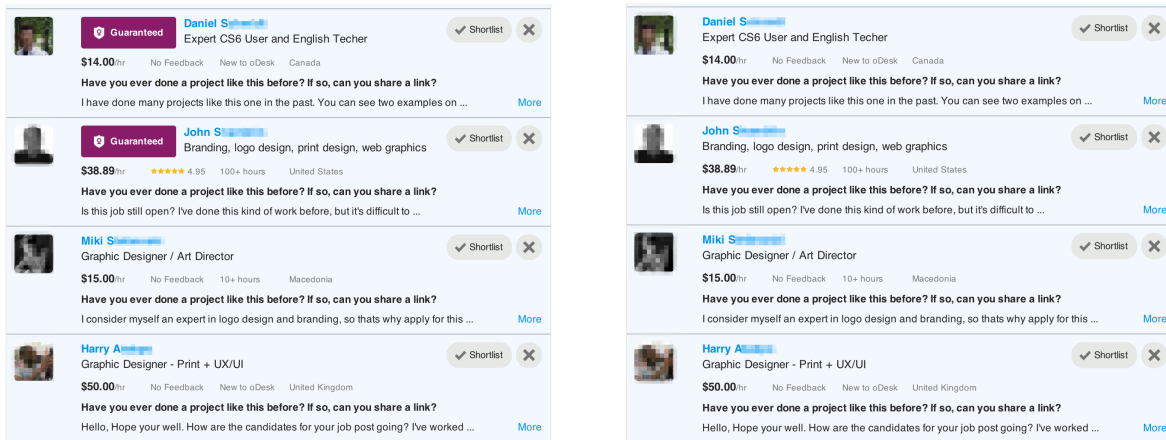 Guaranteed
Daniel S
Expert CS6 User and English Techer
Shortlist
$14.00/hr No Feedback New to oDesk Canada
Have you ever done a project like this before? If so, can you share a link?
I have done many projects like this one in the past. You can see two examples on ... More
Guaranteed
John S
Branding, logo design, print design, web graphics
Shortlist
$38.89/hr 4.95 100+ hours United States
Have you ever done a project like this before? If so, can you share a link?
Is this job still open? I've done this kind of work before, but it's difficult to ... More
Miki S
Graphic Designer / Art Director
Shortlist
$15.00/hr No Feedback 10+ hours Macedonia
Have you ever done a project like this before? If so, can you share a link?
I consider myself an expert in logo design and branding, so thats why apply for this ... More
Harry A
Graphic Designer - Print + UX/UI
Shortlist
$50.00/hr No Feedback New to oDesk United Kingdom
Have you ever done a project like this before? If so, can you share a link?
Hello, Hope your well. How are the candidates for your job post going? I've worked ... More
Daniel S
Expert CS6 User and English Techer
Shortlist
$14.00/hr No Feedback New to oDesk Canada
Have you ever done a project like this before? If so, can you share a link?
I have done many projects like this one in the past. You can see two examples on ... More
John S
Branding, logo design, print design, web graphics
Shortlist
$38.89/hr 4.95 100+ hours United States
Have you ever done a project like this before? If so, can you share a link?
Is this job still open? I've done this kind of work before, but it's difficult to ... More
Miki S
Graphic Designer / Art Director
Shortlist
$15.00/hr No Feedback 10+ hours Macedonia
Have you ever done a project like this before? If so, can you share a link?
I consider myself an expert in logo design and branding, so thats why apply for this ... More
Harry A
Graphic Designer - Print + UX/UI
Shortlist
$50.00/hr No Feedback New to oDesk United Kingdom
Have you ever done a project like this before? If so, can you share a link?
Hello, Hope your well. How are the candidates for your job post going? I've worked ... More